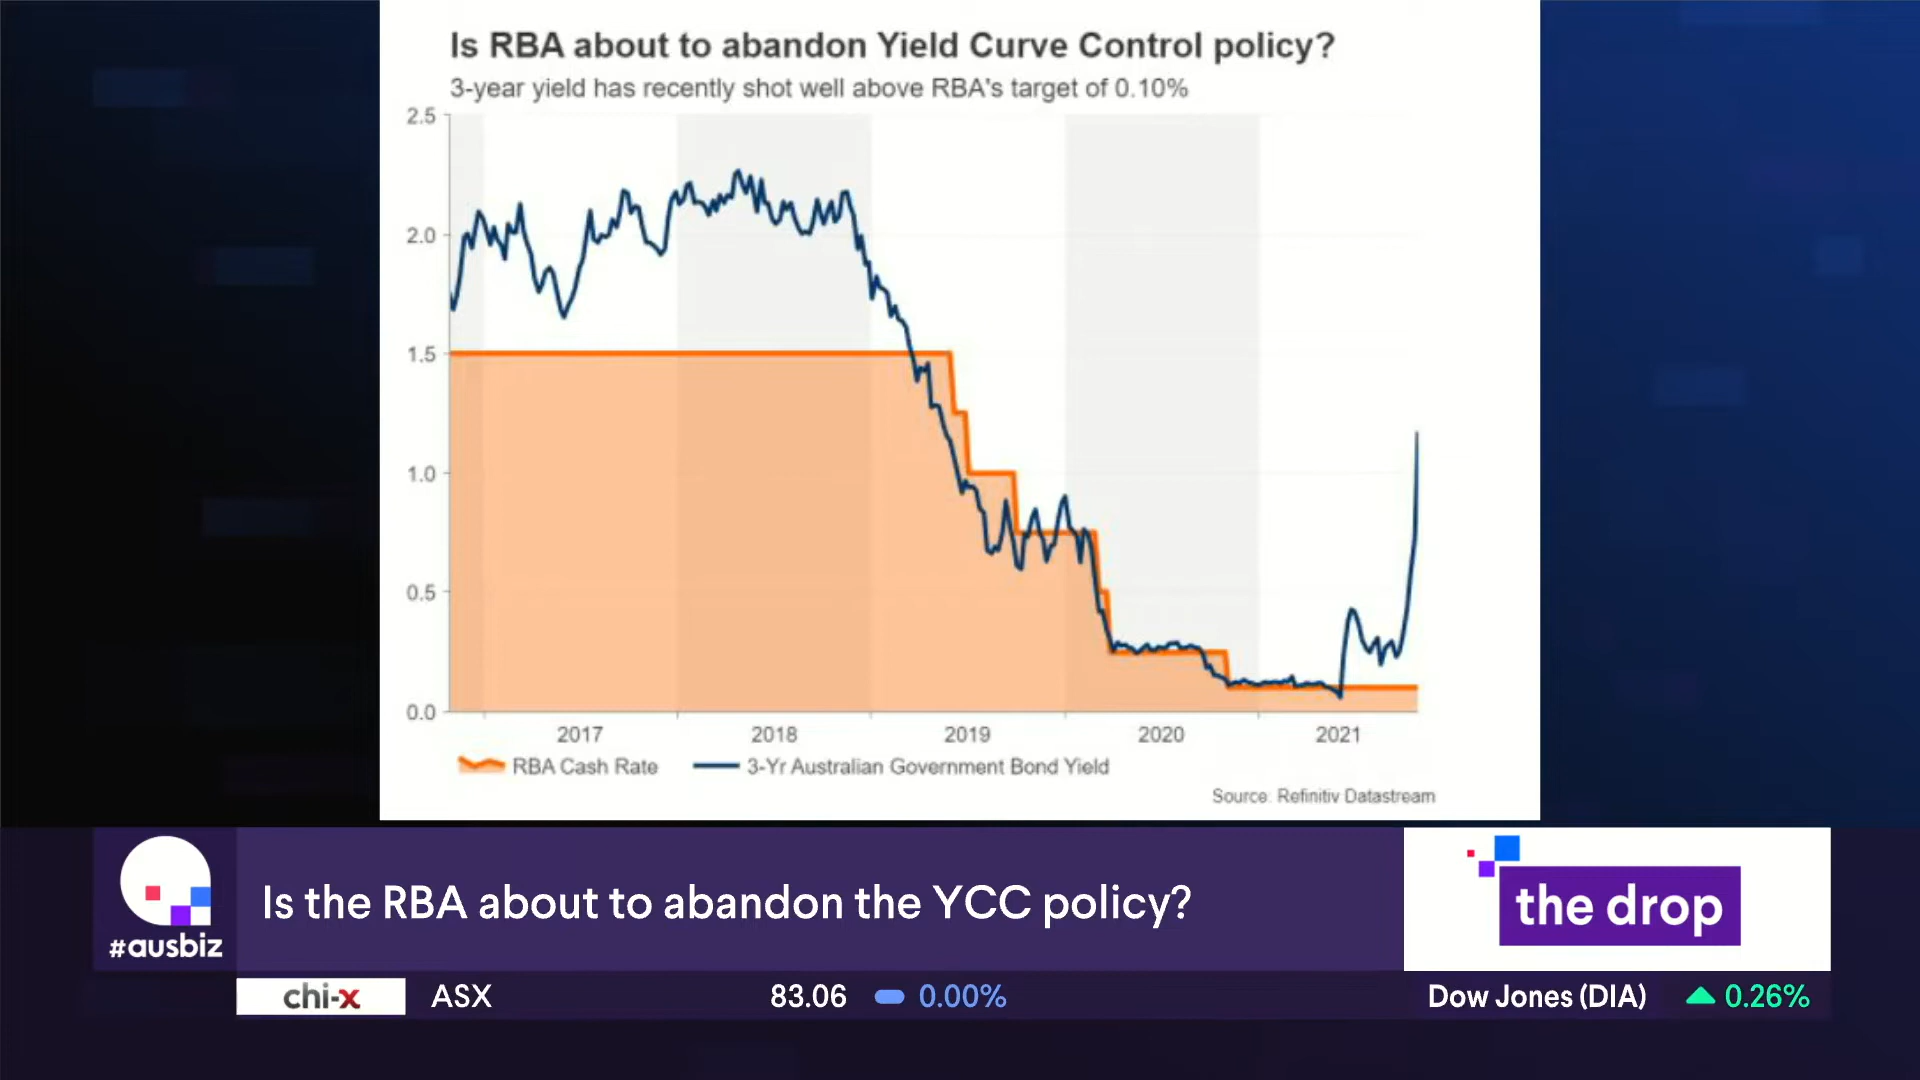 Is RBA about to abandon Yield Curve Control policy?
3-year yield has recently shot well above RBA's target of 0.10%
2.5
2.0
1.5
1.0
0.5
0.0
2017 2018 2019 2020 2021
RBA Cash Rate 3-Yr Australian Government Bond Yield
Source: Refinitiv Datastream
#ausbiz
Is the RBA about to abandon the YCC policy?
the drop
chi-x ASX 83.06 0.00% Dow Jones (DIA) 0.26%